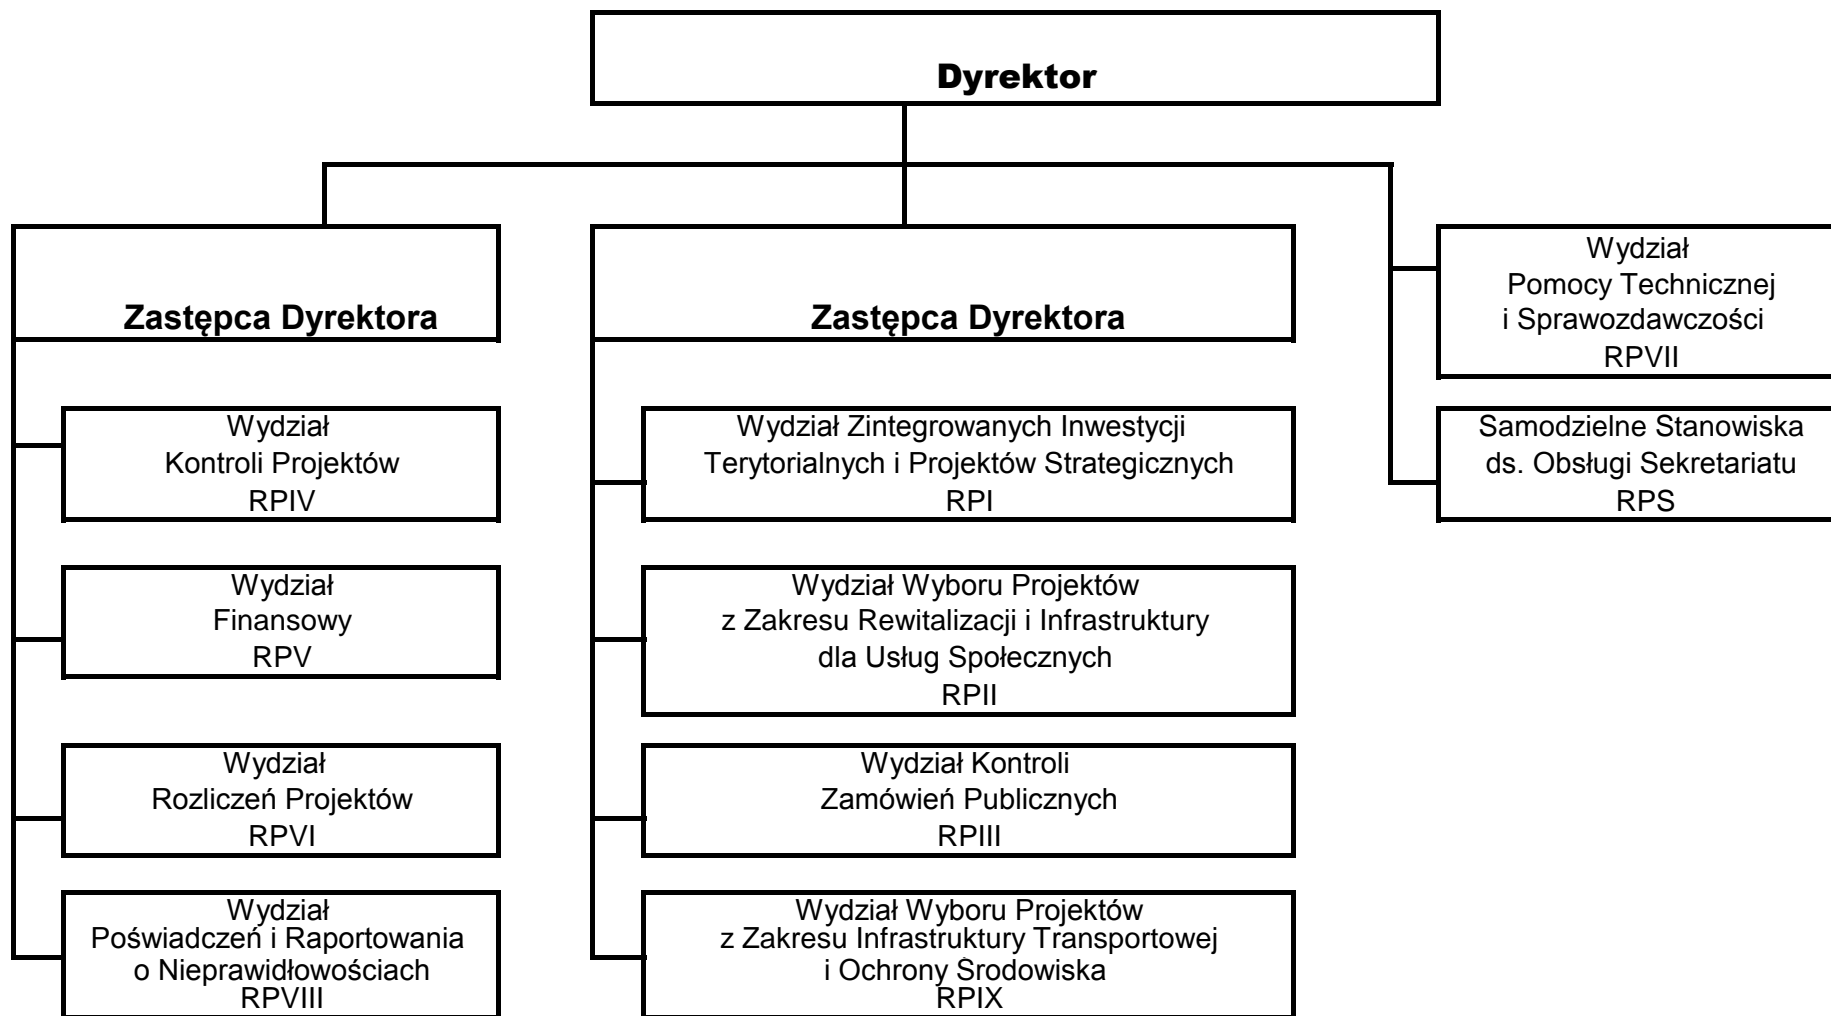 Dyrektor
Zastępca Dyrektora
Wydział
Kontroli Projektów
RPIV
Wydział
Finansowy
RPV
Wydział
Rozliczeń Projektów
RPVI
Wydział
Poświadczeń i Raportowania
o Nieprawidłowościach
RPVIII
Zastępca Dyrektora
Wydział Zintegrowanych Inwestycji
Terytorialnych i Projektów Strategicznych
RPI
Wydział Wyboru Projektów
z Zakresu Rewitalizacji i Infrastruktury
dla Usług Społecznych
RPII
Wydział Kontroli
Zamówień Publicznych
RPIII
Wydział Wyboru Projektów
z Zakresu Infrastruktury Transportowej
i Ochrony Środowiska
RPIX
Wydział
Pomocy Technicznej
i Sprawozdawczości
RPVII
Samodzielne Stanowiska
ds. Obsługi Sekretariatu
RPS